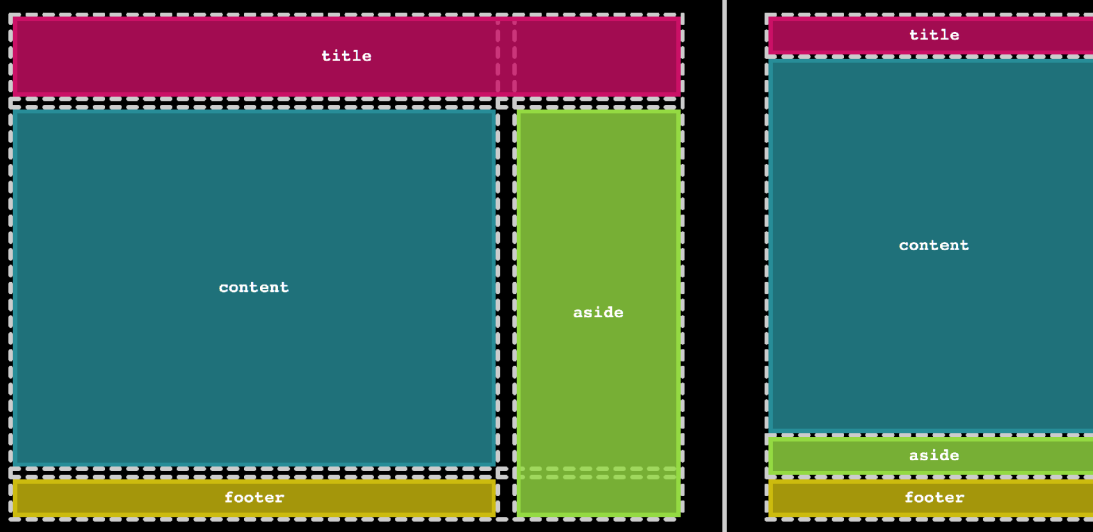 title
content
aside
footer
title
content
aside
footer